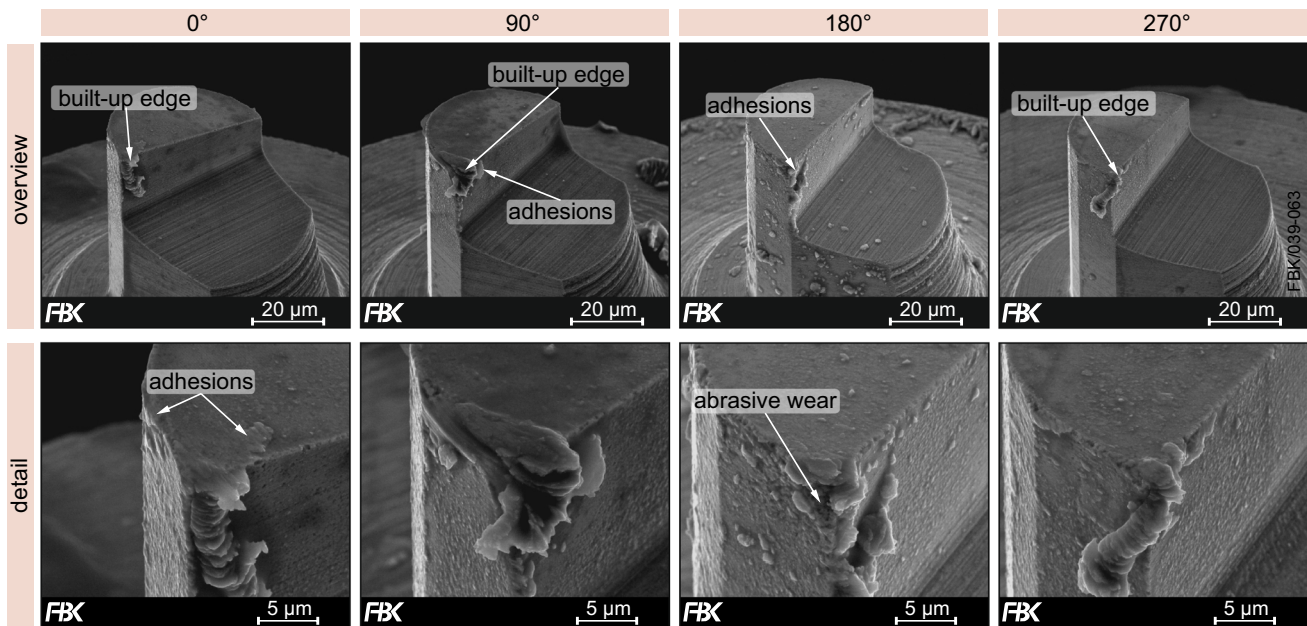 0°
90°
180°
270°
overview
built-up edge
built-up edge
adhesions
adhesions
built-up edge
FBK/039-063
FBK
20 µm
FBK
20 µm
FBK
20 µm
FBK
20 µm
detail
adhesions
abrasive wear
FBK
5 µm
FBK
5 µm
FBK
5 µm
FBK
5 µm